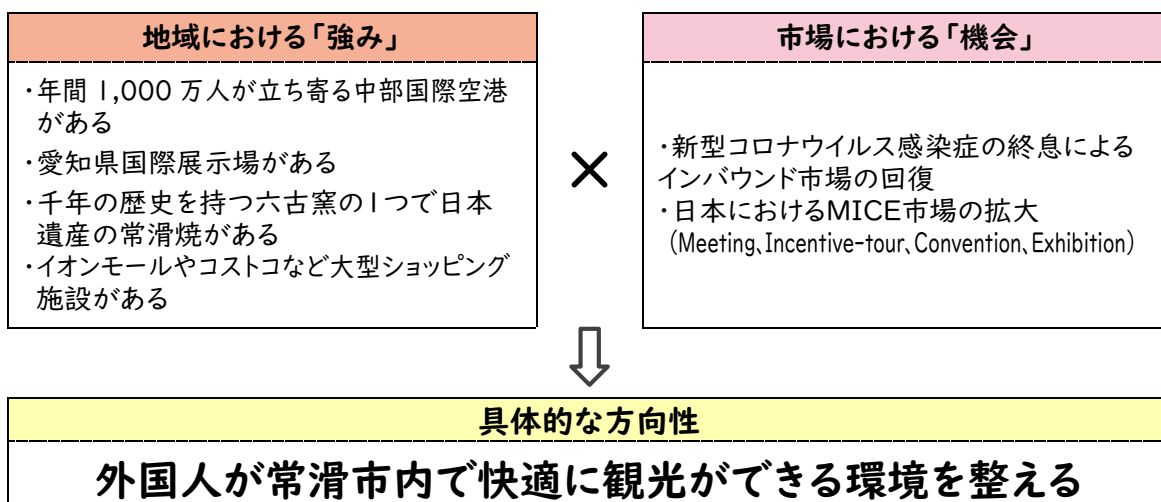 地域における「強み」
・年間1,000万人が立ち寄る中部国際空港
がある
・愛知県国際展示場がある
・千年の歴史を持つ六古窯の1つで日本
遺産の常滑焼がある
・イオンモールやコストコなど大型ショッピング
施設がある
×
市場における「機会」
・新型コロナウイルス感染症の終息による
インバウンド市場の回復
・日本におけるMICE市場の拡大
(Meeting、Incentive-tour、Convention、Exhibition)
具体的な方向性
外国人が常滑市内で快適に観光ができる環境を整える